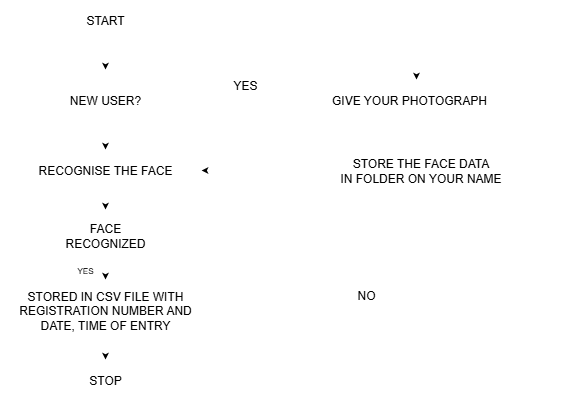 START
YES
NEW USER?
GIVE YOUR PHOTOGRAPH
RECOGNISE THE FACE
STORE THE FACE DATA
IN FOLDER ON YOUR NAME
FACE
RECOGNIZED
YES
STORED IN CSV FILE WITH
REGISTRATION NUMBER AND
DATE, TIME OF ENTRY
NO
STOP